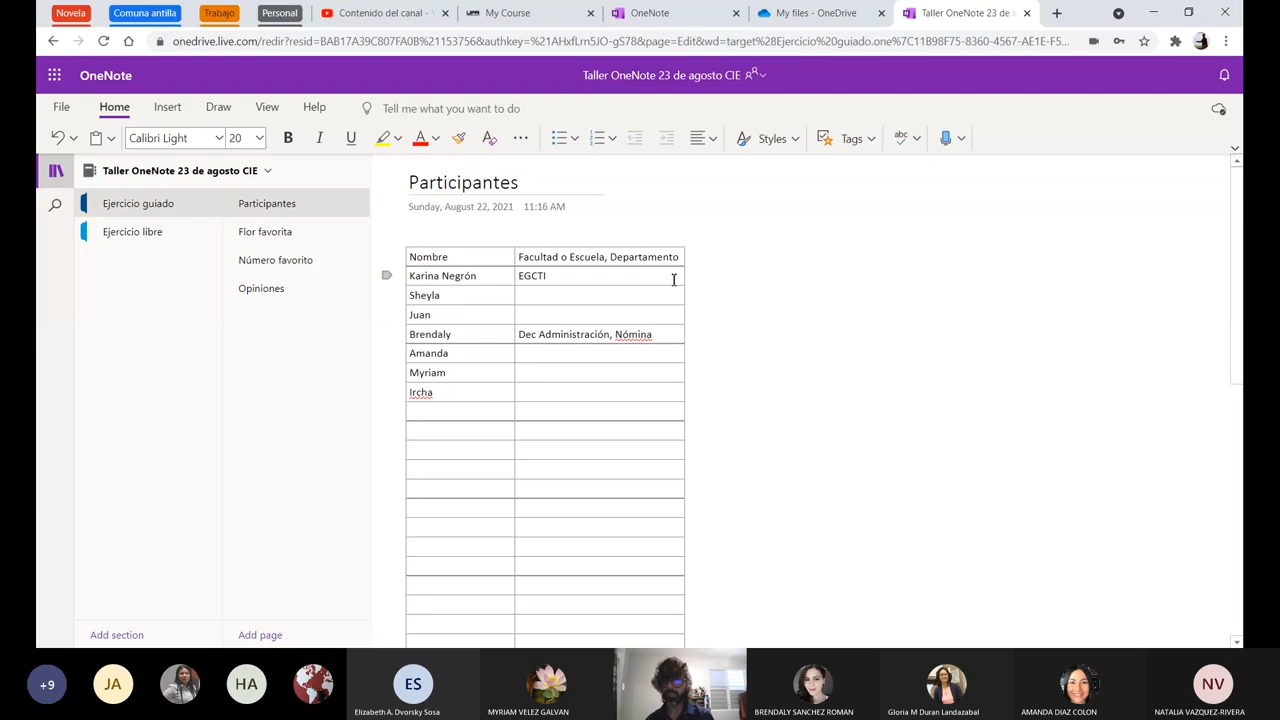 Novela
Comuna antilla
Trabajo
Personal
Contenido del canal -
My Course
OneNote
My files - OneDrive
Taller OneNote 23 de a
onedrive.live.com/redir?resid=BAB17A39C807FA0B%21153756&authkey=%21AHxfLrn5JO-gS78&page=Edit&wd=target%28Ejercicio%20guiado.one%7C11B98F75-8360-4567-AE1E-F5...
OneNote
Taller OneNote 23 de agosto CIE
File
Home
Insert
Draw
View
Help
Tell me what you want to do
Calibri Light
20
B
I
U
A
A
Styles
Tags
abc
Taller OneNote 23 de agosto CIE
Ejercicio guiado
Ejercicio libre
Participantes
Flor favorita
Número favorito
Opiniones
Add section
Add page
Participantes
Sunday, August 22, 2021 11:16 AM
Nombre Facultad o Escuela, Departamento
Karina Negrón EGCTI
Sheyla
Juan
Brendaly Dec Administración, Nómina
Amanda
Myriam
Ircha
+9
JA
HA
ES
Elizabeth A. Dvorsky Sosa
MYRIAM VELEZ GALVAN
BRENDALY SANCHEZ ROMAN
Gloria M Duran Landazabal
AMANDA DIAZ COLON
NV
NATALIA VAZQUEZ-RIVERA